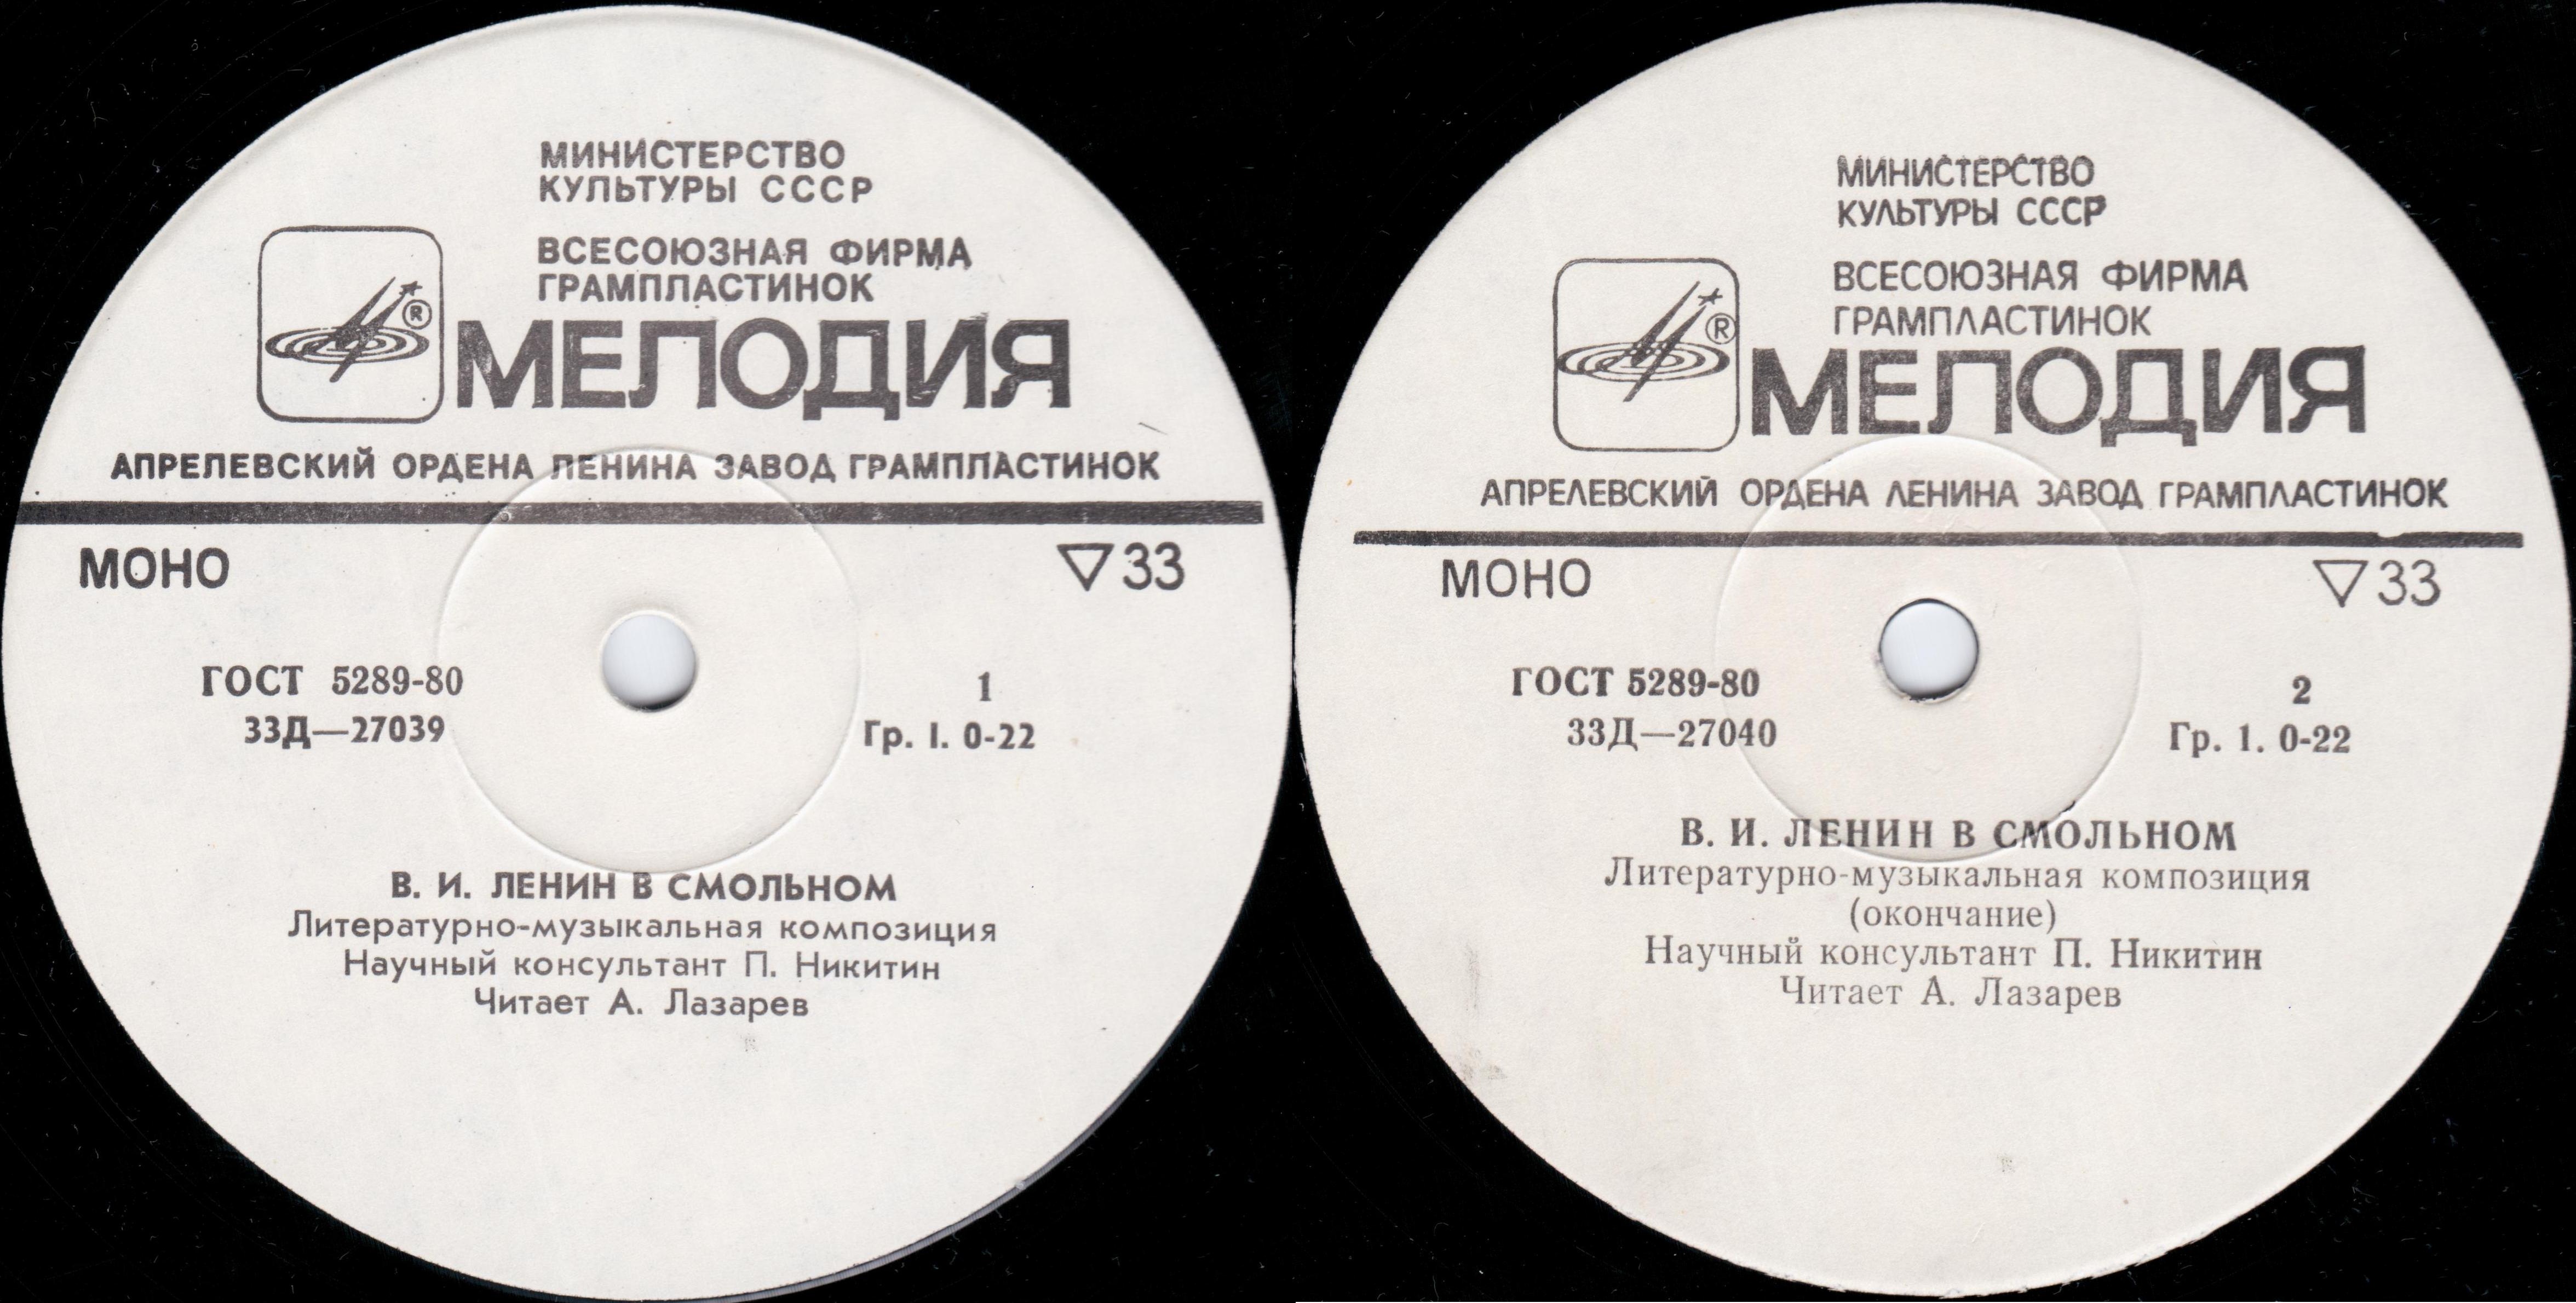 МИНИСТЕРСТВО
КУЛЬТУРЫ СССР
ВСЕСОЮЗНАЯ ФИРМА
ГРАМПЛАСТИНОК
®
МЕЛОДИЯ
АПРЕЛЕВСКИЙ ОРДЕНА ЛЕНИНА ЗАВОД ГРАМПЛАСТИНОК
МОНО
▽33
ГОСТ 5289-80
1
33Д—27039
Гр. I. 0-22
В. И. ЛЕНИН В СМОЛЬНОМ
Литературно-музыкальная композиция
Научный консультант П. Никитин
Читает А. Лазарев
МИНИСТЕРСТВО
КУЛЬТУРЫ СССР
ВСЕСОЮЗНАЯ ФИРМА
ГРАМПЛАСТИНОК
®
МЕЛОДИЯ
АПРЕЛЕВСКИЙ ОРДЕНА ЛЕНИНА ЗАВОД ГРАМПЛАСТИНОК
МОНО
▽33
ГОСТ 5289-80
2
33Д—27040
Гр. 1. 0-22
В. И. ЛЕНИН В СМОЛЬНОМ
Литературно-музыкальная композиция
(окончание)
Научный консультант П. Никитин
Читает А. Лазарев